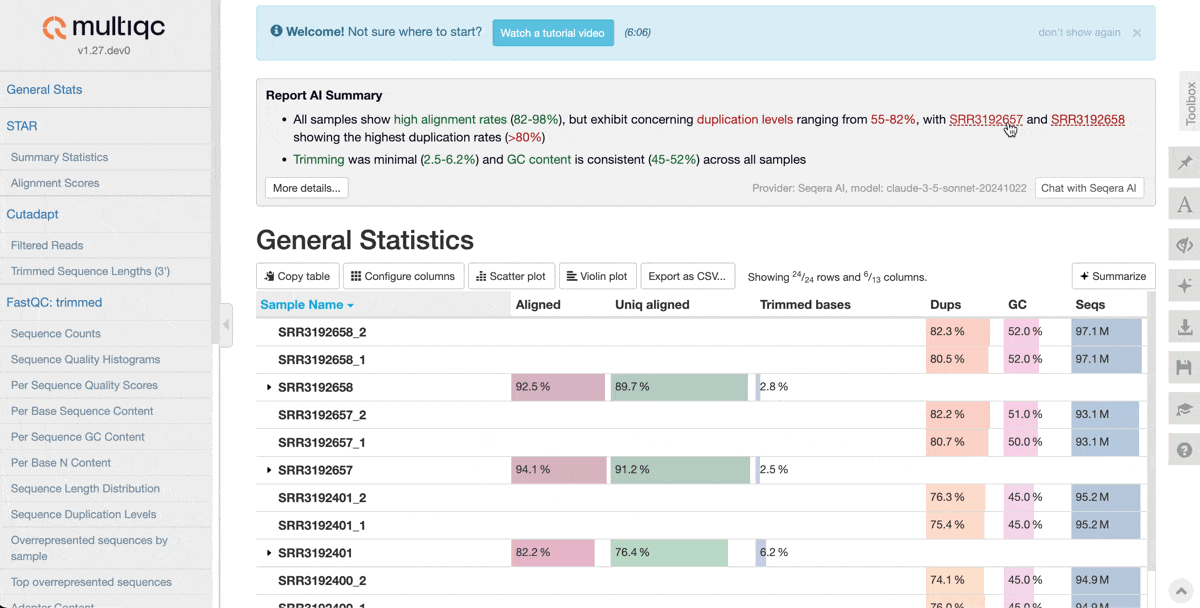 multiqc
v1.27.dev0
General Stats
STAR
Summary Statistics
Alignment Scores
Cutadapt
Filtered Reads
Trimmed Sequence Lengths (3')
FastQC: trimmed
Sequence Counts
Sequence Quality Histograms
Per Sequence Quality Scores
Per Base Sequence Content
Per Sequence GC Content
Per Base N Content
Sequence Length Distribution
Sequence Duplication Levels
Overrepresented sequences by
sample
Top overrepresented sequences
Adapter Content
Welcome! Not sure where to start? Watch a tutorial video (6:06) don't show again ×
Report AI Summary
• All samples show high alignment rates (82-98%), but exhibit concerning duplication levels ranging from 55-82%, with SRR3192657 and SRR3192658
showing the highest duplication rates (>80%)
• Trimming was minimal (2.5-6.2%) and GC content is consistent (45-52%) across all samples
More details... Provider: Seqera AI, model: claude-3-5-sonnet-20241022 Chat with Seqera AI
General Statistics
Copy table Configure columns Scatter plot Violin plot Export as CSV... Showing 24/24 rows and 6/13 columns. Summarize
Sample Name Aligned Uniq aligned Trimmed bases Dups GC Seqs
SRR3192658_2 82.3 % 52.0 % 97.1 M
SRR3192658_1 80.5 % 52.0 % 97.1 M
SRR3192658 92.5 % 89.7 % 2.8 %
SRR3192657_2 82.2 % 51.0 % 93.1 M
SRR3192657_1 80.7 % 50.0 % 93.1 M
SRR3192657 94.1 % 91.2 % 2.5 %
SRR3192401_2 76.3 % 45.0 % 95.2 M
SRR3192401_1 75.4 % 45.0 % 95.2 M
SRR3192401 82.2 % 76.4 % 6.2 %
SRR3192400_2 74.1 % 45.0 % 94.9 M
SRR3192400_1 76.0 % 45.0 % 94.9 M
Toolbox
A
?